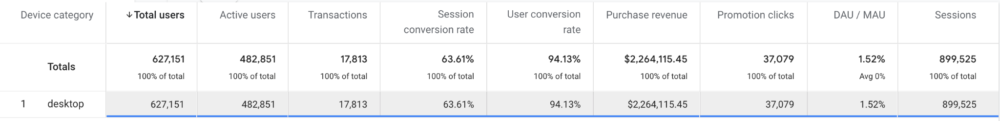 Device category ↓ Total users Active users Transactions Session conversion rate User conversion rate Purchase revenue Promotion clicks DAU / MAU Sessions
Totals 627,151 482,851 17,813 63.61% 94.13% $2,264,115.45 37,079 1.52% 899,525
100% of total 100% of total 100% of total 100% of total 100% of total 100% of total 100% of total Avg 0% 100% of total
1 desktop 627,151 482,851 17,813 63.61% 94.13% $2,264,115.45 37,079 1.52% 899,525